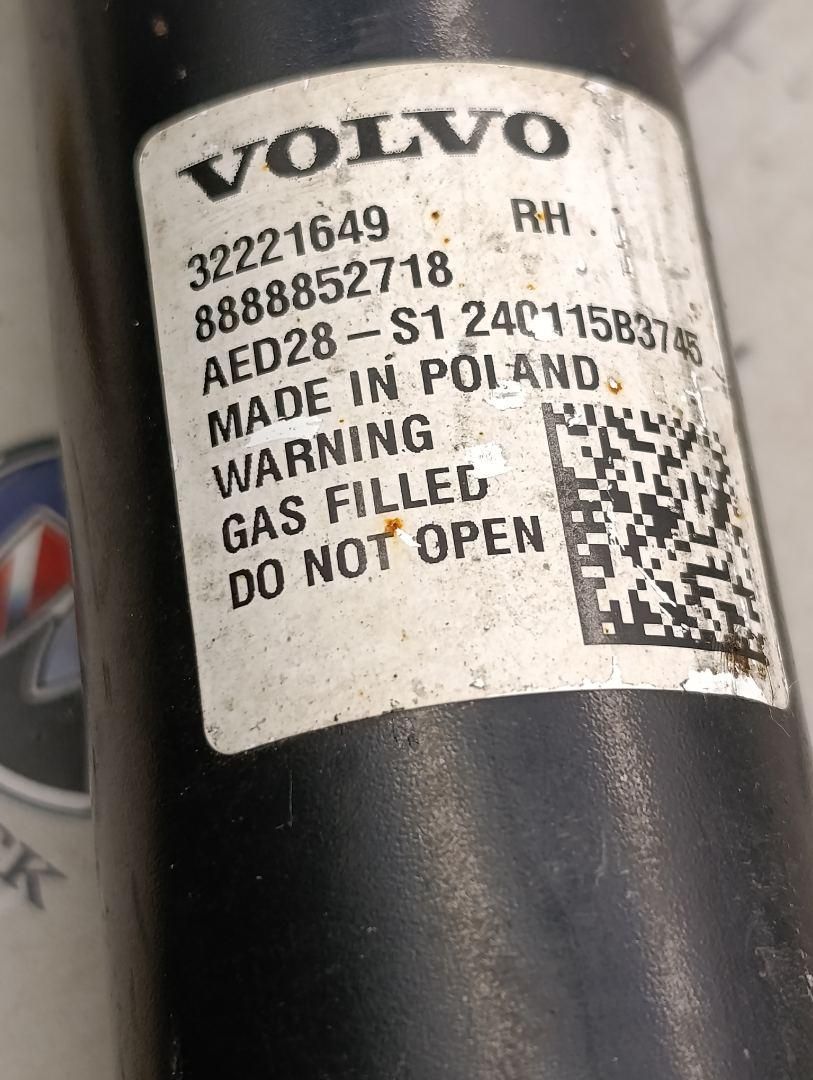 VOLVO
32221649 RH
8888852718
AED28-S1 240115B3745
MADE IN POLAND
WARNING
GAS FILLED
DO NOT OPEN